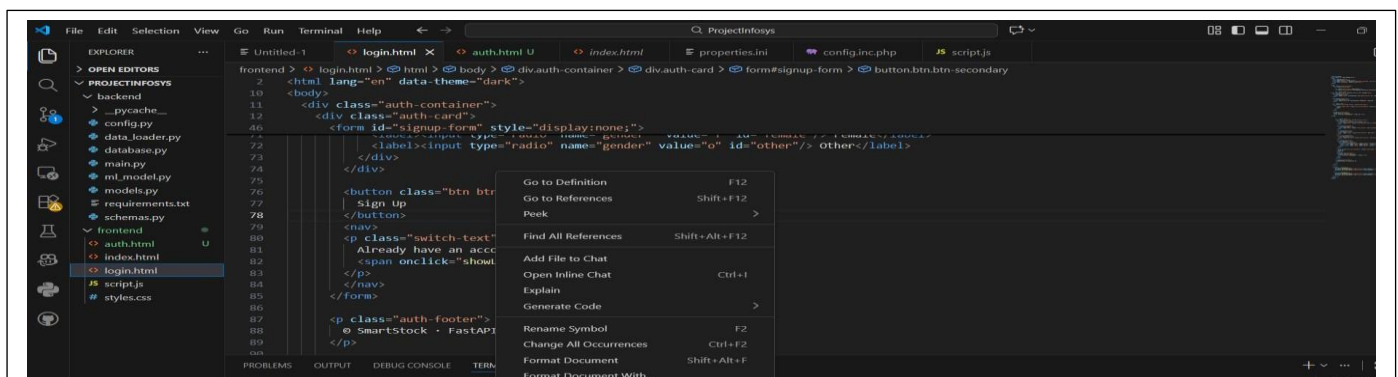 File Edit Selection View Go Run Terminal Help
ProjectInfosys
EXPLORER
OPEN EDITORS
PROJECTINFOSYS
backend
__pycache__
config.py
data_loader.py
database.py
main.py
ml_model.py
models.py
requirements.txt
schemas.py
frontend
auth.html U
index.html
login.html
JS script.js
# styles.css
Untitled-1 login.html auth.html U index.html properties.ini config.inc.php JS script.js
frontend > login.html > html > body > div.auth-container > div.auth-card > form#signup-form > button.btn.btn-secondary
2 <html lang="en" data-theme="dark">
10 <body>
11 <div class="auth-container">
12 <div class="auth-card">
46 <form id="signup-form" style="display:none;">
72 <label><input type="radio" name="gender" value="o" id="other"/> Other</label>
73 </div>
74 </div>
75
76 <button class="btn btn
77 Sign Up
78 </button>
79 <nav>
80 <p class="switch-text"
81 Already have an acc
82 <span onclick="show
83 </p>
84 </nav>
85 </form>
86
87 <p class="auth-footer">
88 © SmartStock · FastAPI
89 </p>
Go to Definition F12
Go to References Shift+F12
Peek >
Find All References Shift+Alt+F12
Add File to Chat
Open Inline Chat Ctrl+I
Explain
Generate Code >
Rename Symbol F2
Change All Occurrences Ctrl+F2
Format Document Shift+Alt+F
Format Document With
PROBLEMS OUTPUT DEBUG CONSOLE TERM